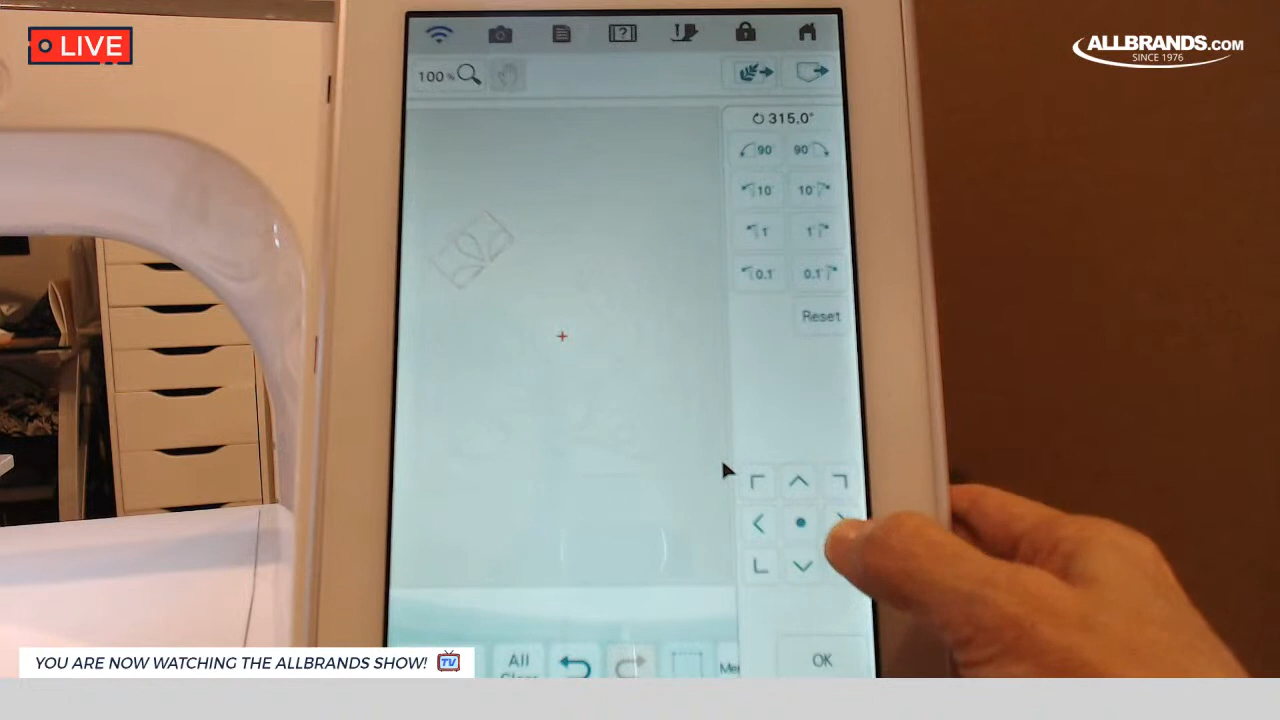 LIVE
ALLBRANDS.COM
SINCE 1976
?
100%
315.0°
90 90
10 10
1 1
0.1 0.1
Reset
All
OK
YOU ARE NOW WATCHING THE ALLBRANDS SHOW! TV